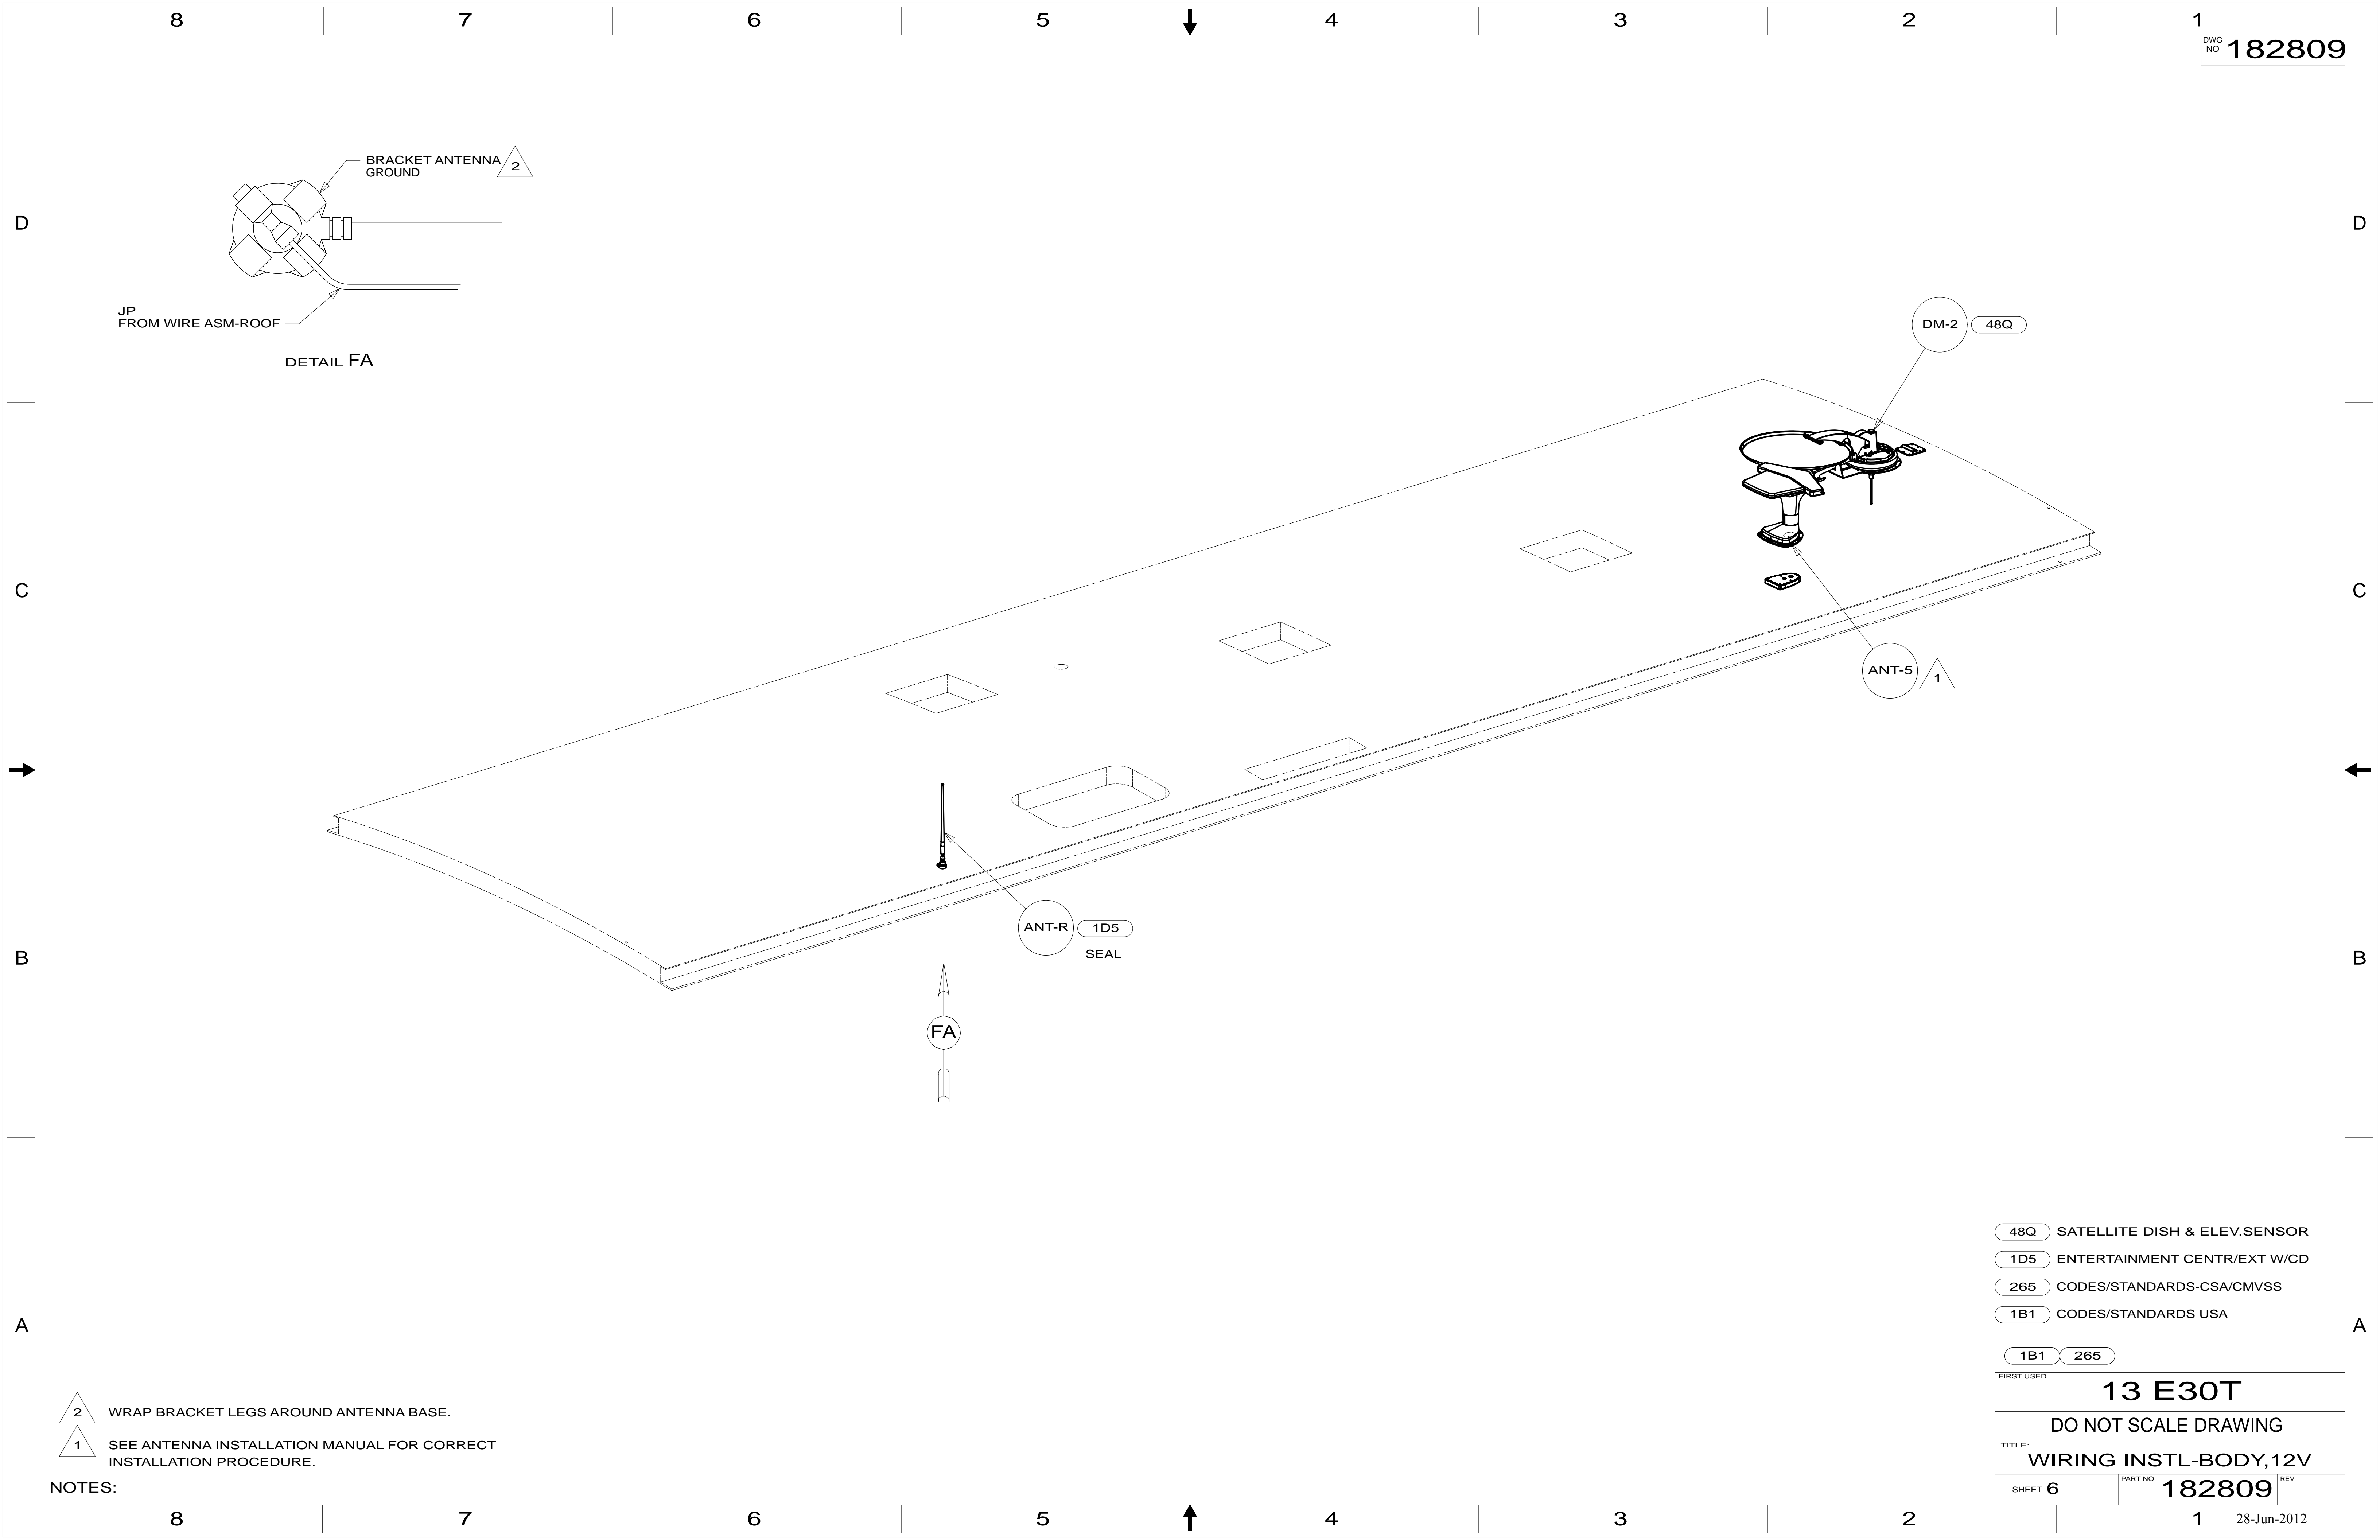 8 7 6 5 4 3 2 1
DWG
NO 182809
BRACKET ANTENNA 2
GROUND
D D
JP
FROM WIRE ASM-ROOF
DETAIL FA
DM-2 48Q
C C
ANT-5 1
ANT-R 1D5
SEAL
B B
FA
48Q SATELLITE DISH & ELEV.SENSOR
1D5 ENTERTAINMENT CENTR/EXT W/CD
265 CODES/STANDARDS-CSA/CMVSS
1B1 CODES/STANDARDS USA
A A
1B1 265
FIRST USED
13 E30T
DO NOT SCALE DRAWING
TITLE:
WIRING INSTL-BODY,12V
SHEET 6 PART NO 182809 REV
2 WRAP BRACKET LEGS AROUND ANTENNA BASE.
1 SEE ANTENNA INSTALLATION MANUAL FOR CORRECT
INSTALLATION PROCEDURE.
NOTES:
8 7 6 5 4 3 2 1
28-Jun-2012